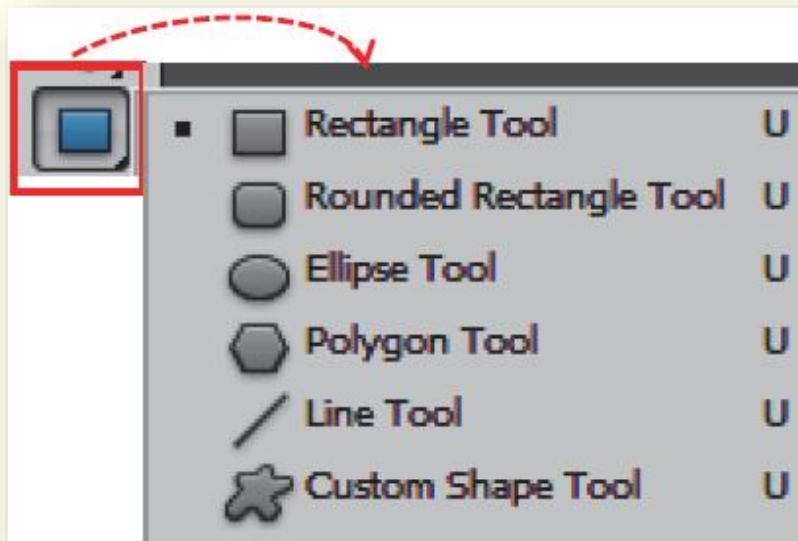 Rectangle Tool U
Rounded Rectangle Tool U
Ellipse Tool U
Polygon Tool U
Line Tool U
Custom Shape Tool U